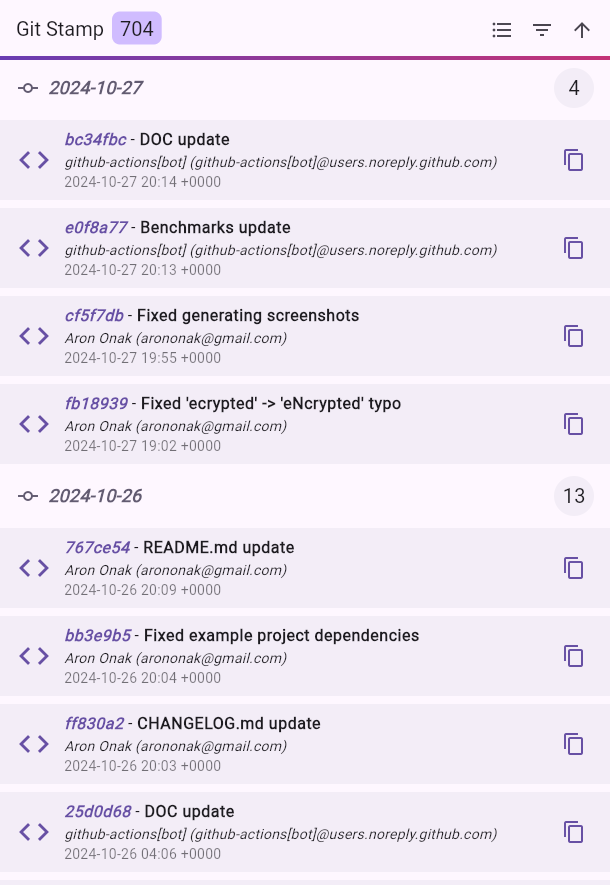 Git Stamp 704
2024-10-27 4
bc34fbc - DOC update
github-actions[bot] (github-actions[bot]@users.noreply.github.com)
2024-10-27 20:14 +0000
e0f8a77 - Benchmarks update
github-actions[bot] (github-actions[bot]@users.noreply.github.com)
2024-10-27 20:13 +0000
cf5f7db - Fixed generating screenshots
Aron Onak (arononak@gmail.com)
2024-10-27 19:55 +0000
fb18939 - Fixed 'ecrypted' -> 'eNcrypted' typo
Aron Onak (arononak@gmail.com)
2024-10-27 19:02 +0000
2024-10-26 13
767ce54 - README.md update
Aron Onak (arononak@gmail.com)
2024-10-26 20:09 +0000
bb3e9b5 - Fixed example project dependencies
Aron Onak (arononak@gmail.com)
2024-10-26 20:04 +0000
ff830a2 - CHANGELOG.md update
Aron Onak (arononak@gmail.com)
2024-10-26 20:03 +0000
25d0d68 - DOC update
github-actions[bot] (github-actions[bot]@users.noreply.github.com)
2024-10-26 04:06 +0000